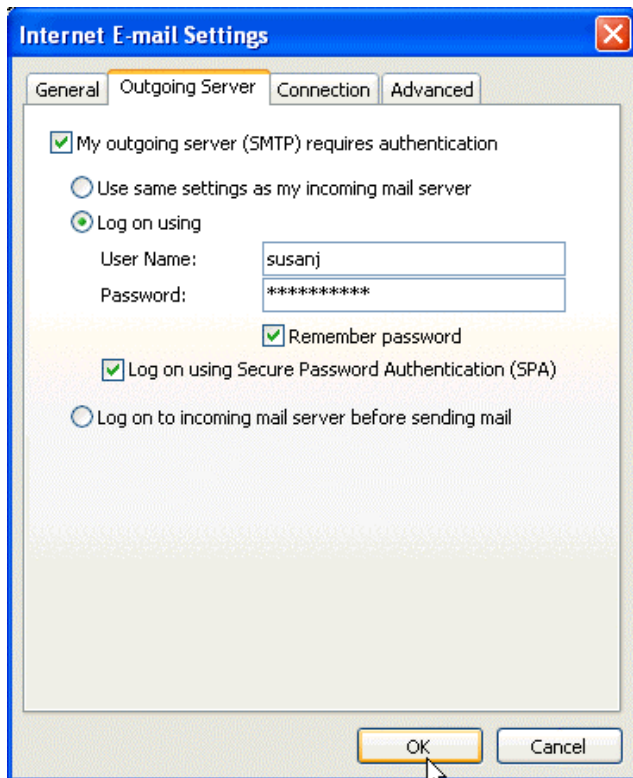 Internet E-mail Settings
General Outgoing Server Connection Advanced
My outgoing server (SMTP) requires authentication
Use same settings as my incoming mail server
Log on using
User Name: susanj
Password: **********
Remember password
Log on using Secure Password Authentication (SPA)
Log on to incoming mail server before sending mail
OK Cancel